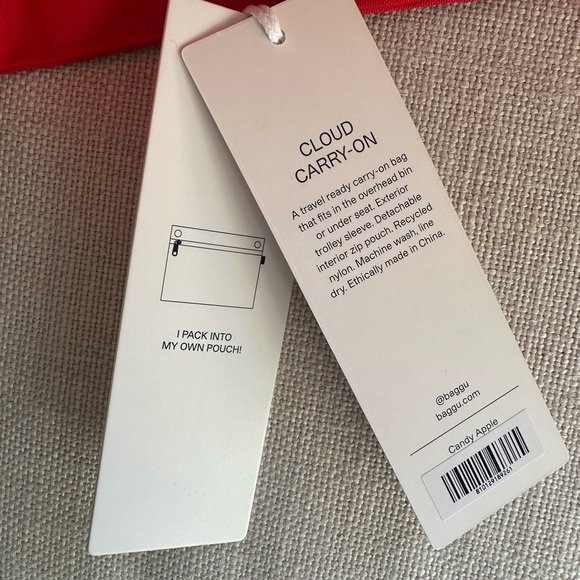 I PACK INTO
MY OWN POUCH!
CLOUD
CARRY-ON
A travel ready carry-on bag
that fits in the overhead bin
or under seat. Exterior
trolley sleeve. Detachable
interior zip pouch. Recycled
nylon. Machine wash, line
dry. Ethically made in China.
@baggu
baggu.com
Candy Apple
810129189261